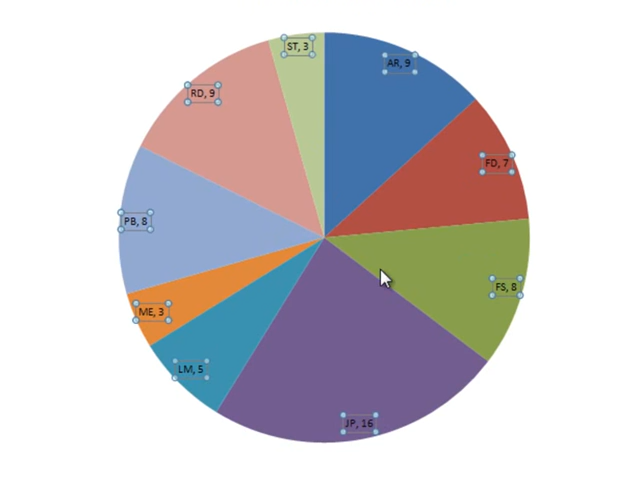 ST, 3
AR, 9
RD, 9
FD, 7
PB, 8
FS, 8
ME, 3
LM, 5
JP, 16